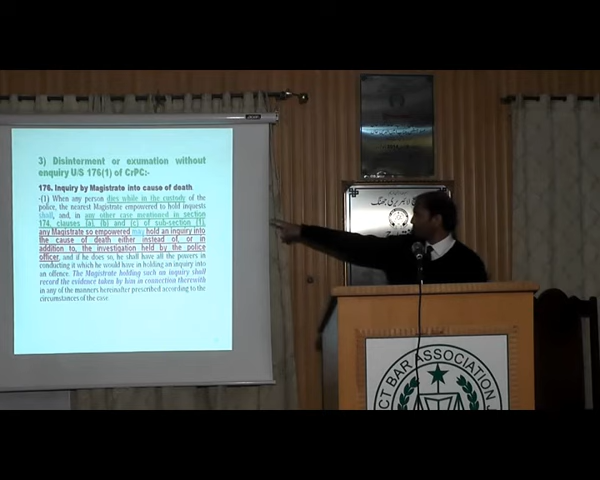 3) Disinterment or exumation without
enquiry U/S 176(1) of CrPC:-
176. Inquiry by Magistrate into cause of death
-(1) When any person dies while in the custody of the
police, the nearest Magistrate empowered to hold inquests
shall, and, in any other case mentioned in section
174, clauses (a), (b) and (c) of sub-section (1),
any Magistrate so empowered may hold an inquiry into
the cause of death either instead of, or in
addition to, the investigation held by the police
officer, and if he does so, he shall have all the powers in
conducting it which he would have in holding an inquiry into
an offence. The Magistrate holding such an inquiry shall
record the evidence taken by him in connection therewith
in any of the manners hereinafter prescribed according to the
circumstances of the case.
CT BAR ASSOCIATION